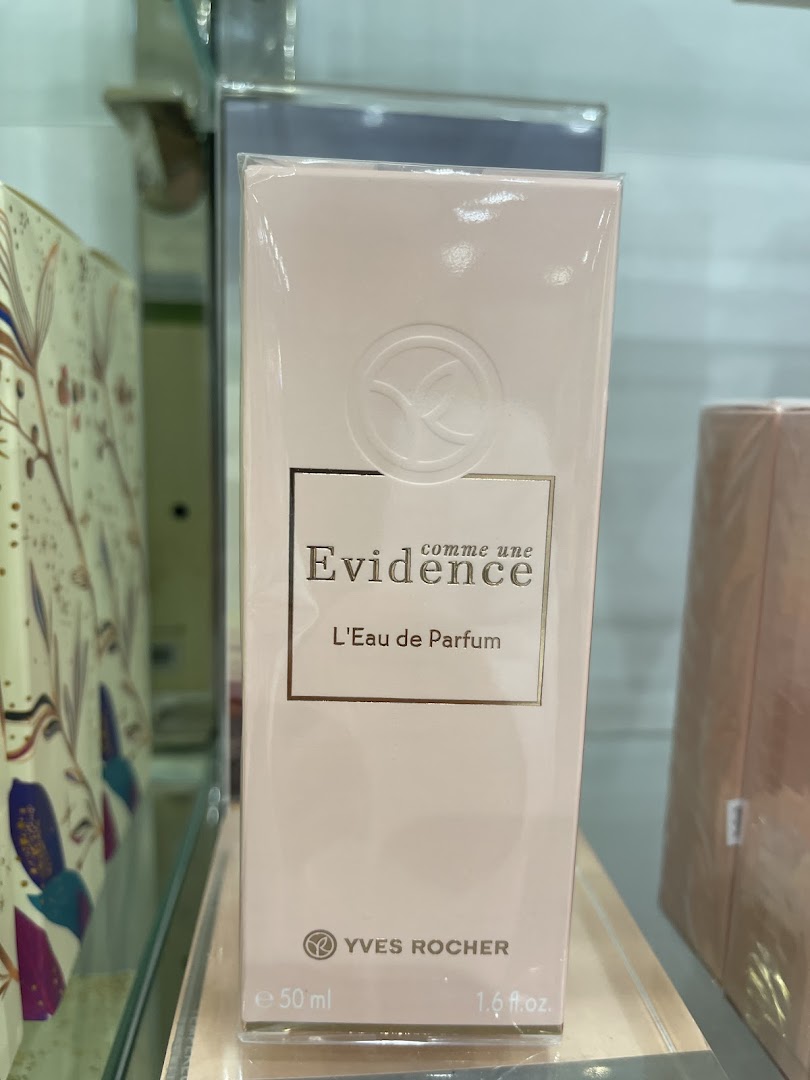 comme une
Evidence
L'Eau de Parfum
YVES ROCHER
℮ 50 ml 1.6 fl.oz.